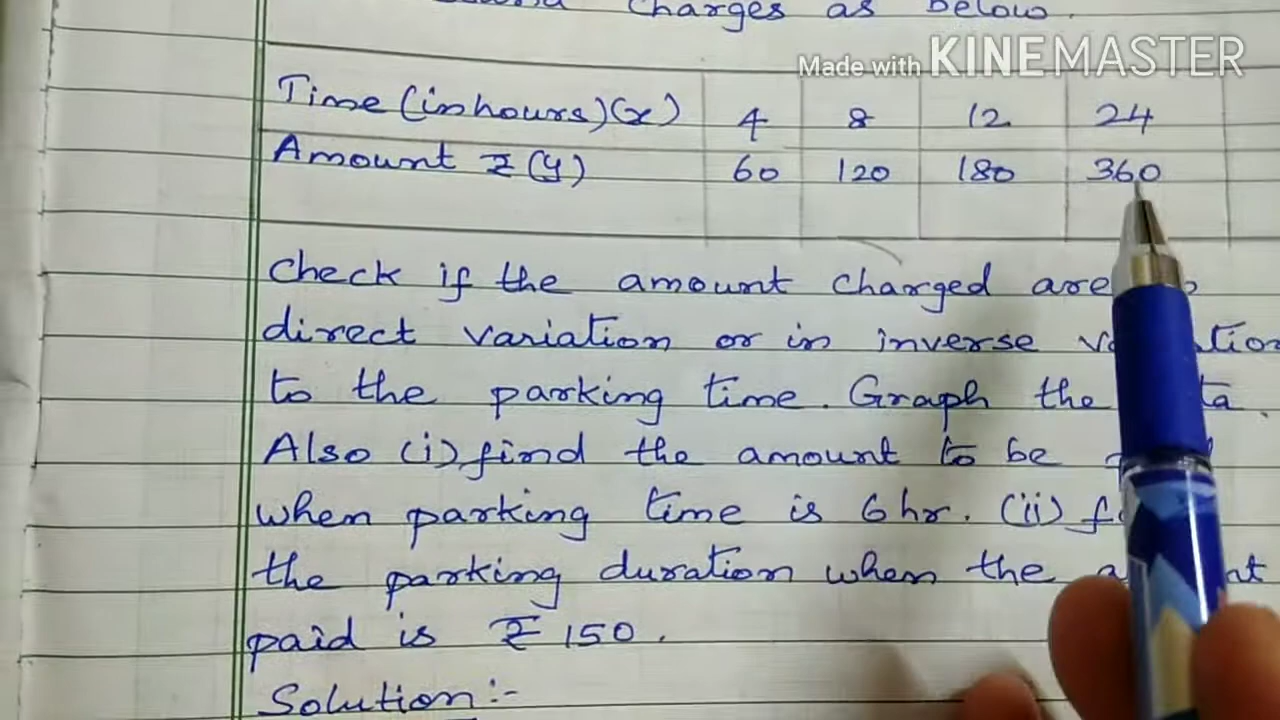 charges as below.
Made with KINEMASTER
Time (in hours) (x) 4 8 12 24
Amount ₹ (y) 60 120 180 360
check if the amount charged are
direct variation or in inverse
to the parking time. Graph the
Also (i) find the amount to be
when parking time is 6 hr. (ii)
the parking duration when the
paid is ₹ 150.
Solution:-